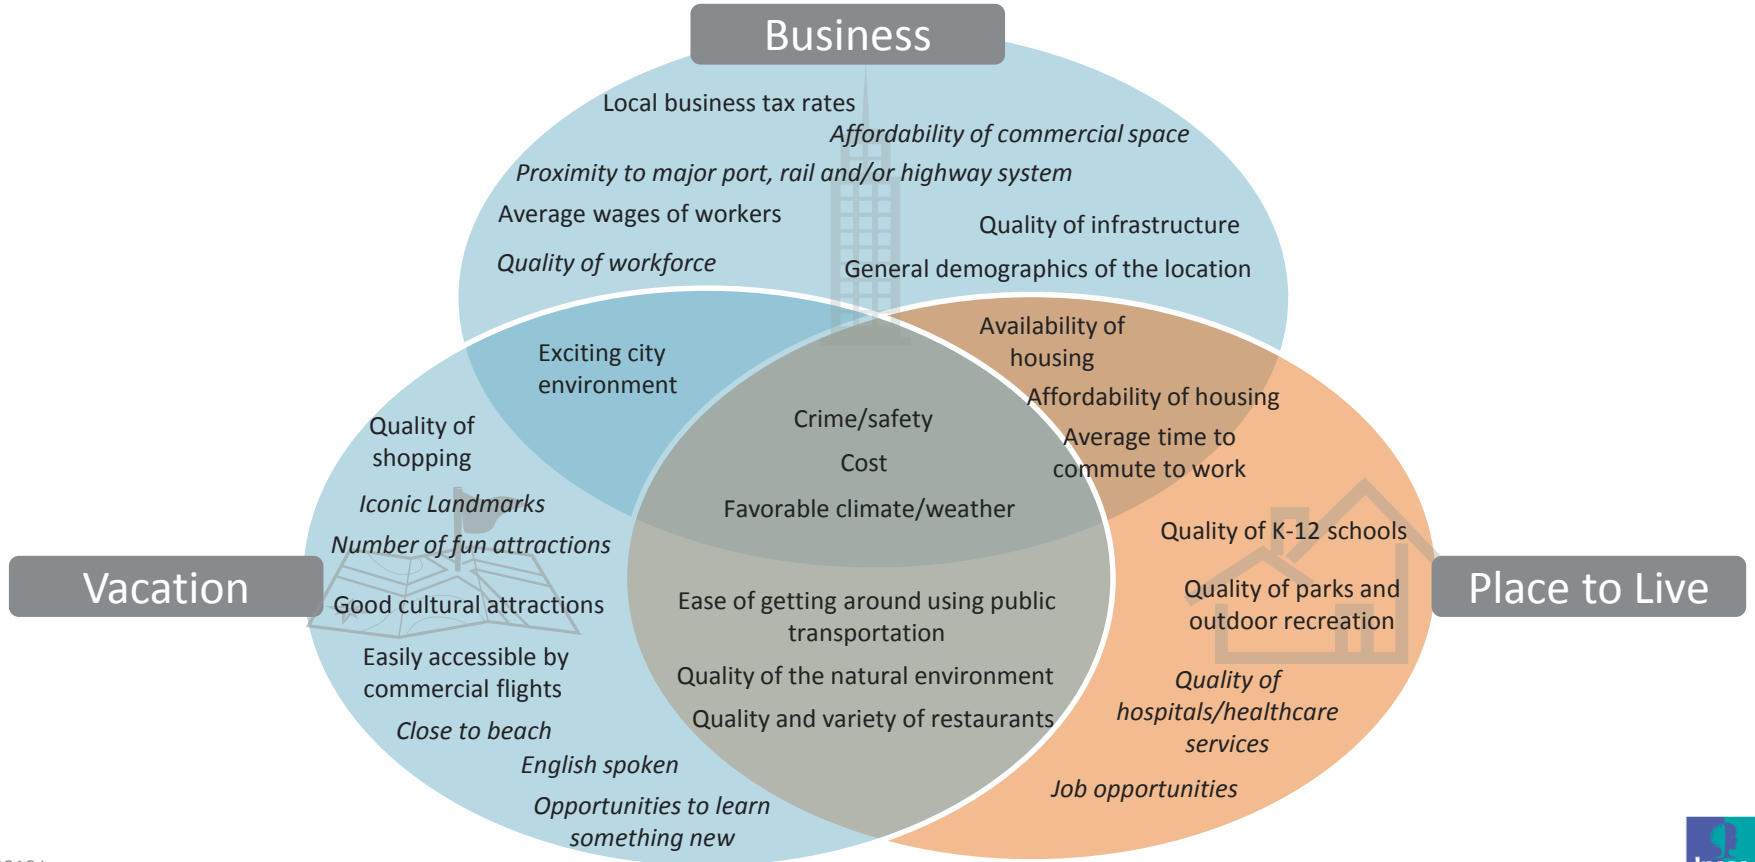 Business
Local business tax rates
Affordability of commercial space
Proximity to major port, rail and/or highway system
Average wages of workers
Quality of infrastructure
Quality of workforce
General demographics of the location
Availability of
housing
Exciting city
environment
Affordability of housing
Crime/safety
Quality of
shopping
Average time to
commute to work
Cost
Iconic Landmarks
Favorable climate/weather
Quality of K-12 schools
Number of fun attractions
Vacation
Place to Live
Good cultural attractions
Ease of getting around using public
transportation
Quality of parks and
outdoor recreation
Easily accessible by
commercial flights
Quality of the natural environment
Quality of
hospitals/healthcare
services
Quality and variety of restaurants
Close to beach
English spoken
Job opportunities
Opportunities to learn
something new